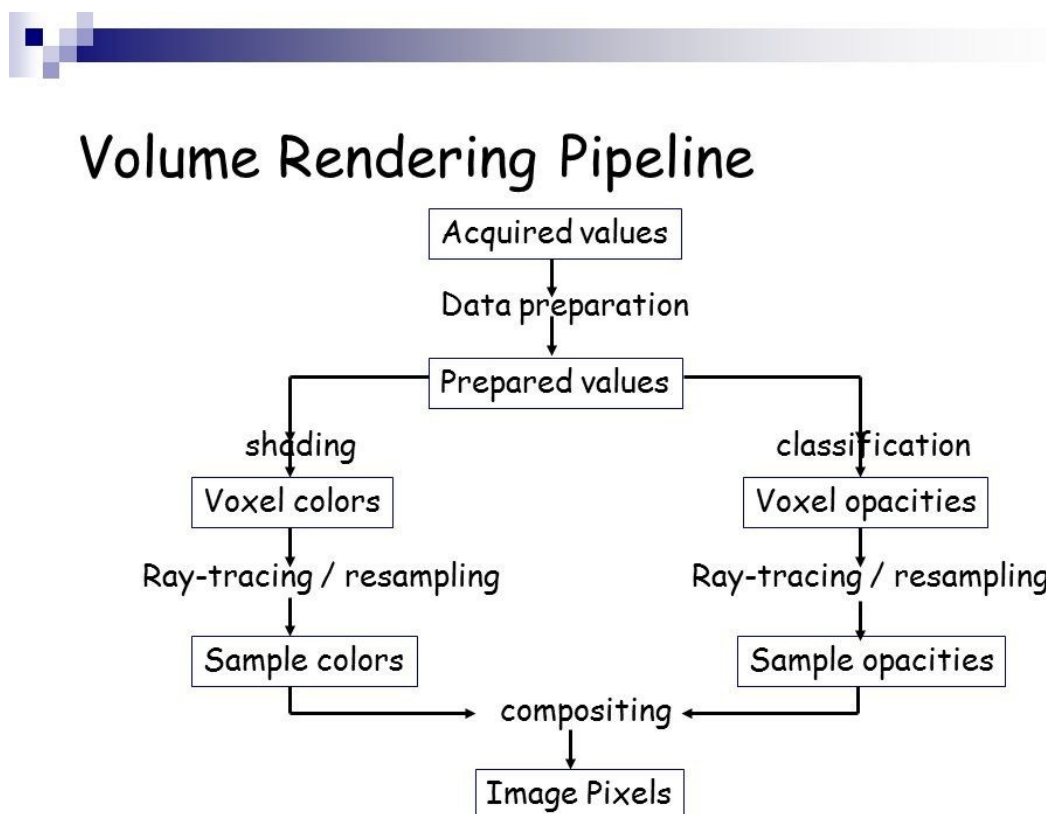 Volume Rendering Pipeline
Acquired values
Data preparation
Prepared values
shading
classification
Voxel colors
Voxel opacities
Ray-tracing / resampling
Ray-tracing / resampling
Sample colors
Sample opacities
compositing
Image Pixels